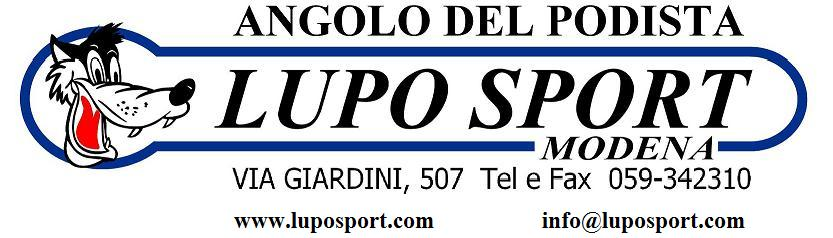 ANGOLO DEL PODISTA
LUPO SPORT
MODENA
VIA GIARDINI, 507 Tel e Fax 059-342310
www.luposport.com info@luposport.com